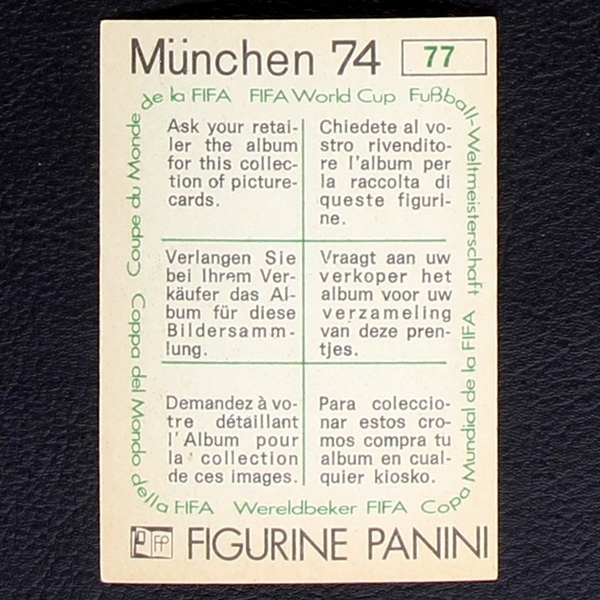 München 74 77
de la FIFA FIFA World Cup Fußball-Weltmeisterschaft
Ask your retai-
ler the album
for this collec-
tion of picture-
cards.
Chiedete al vo-
stro rivendito-
re l'album per
la raccolta di
queste figuri-
ne.
Verlangen Sie
bei Ihrem Ver-
käufer das Al-
bum für diese
Bildersamm-
lung.
Vraagt aan uw
verkoper het
album voor uw
verzameling
van deze pren-
tjes.
Demandez à vo-
tre détaillant
l'Album pour
la collection
de ces images.
Para coleccio-
nar estos cro-
mos compra tu
album en cual-
quier kiosko.
Coupe du Monde
Coppa del Mondo della FIFA
Wereldbeker FIFA
Copa Mundial de la FIFA
FP FIGURINE PANINI